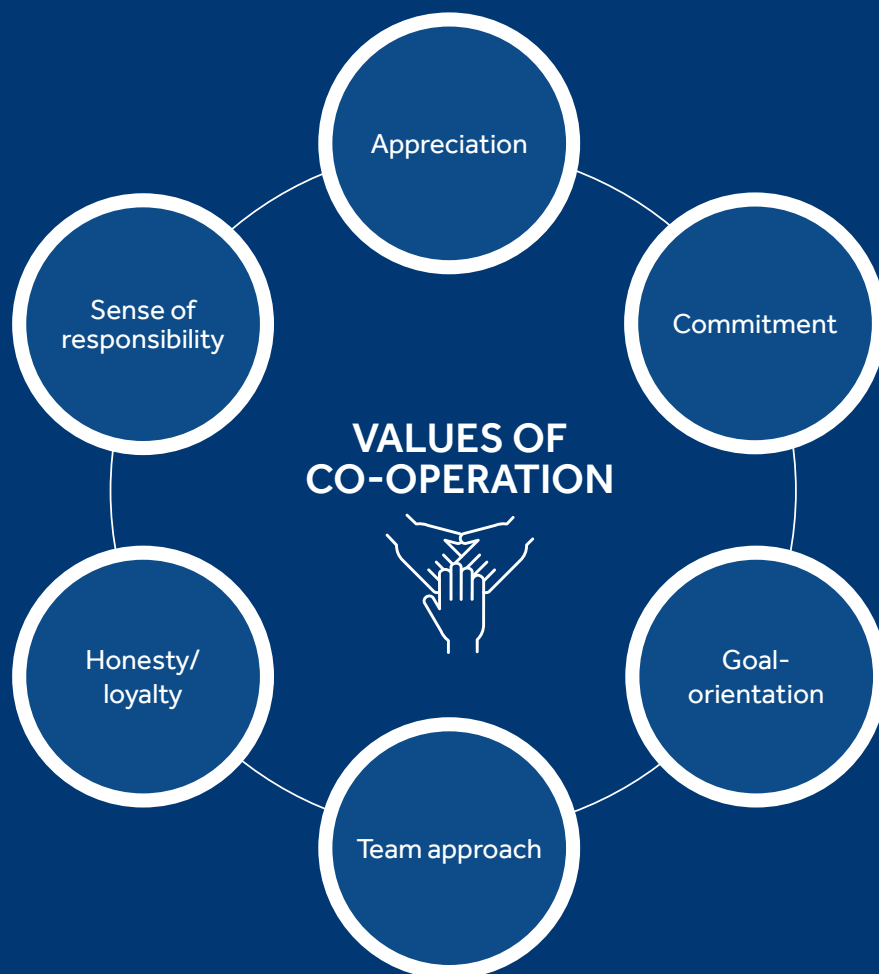 Appreciation
Sense of
responsibility
Commitment
VALUES OF
CO-OPERATION
Honesty/
loyalty
Goal-
orientation
Team approach